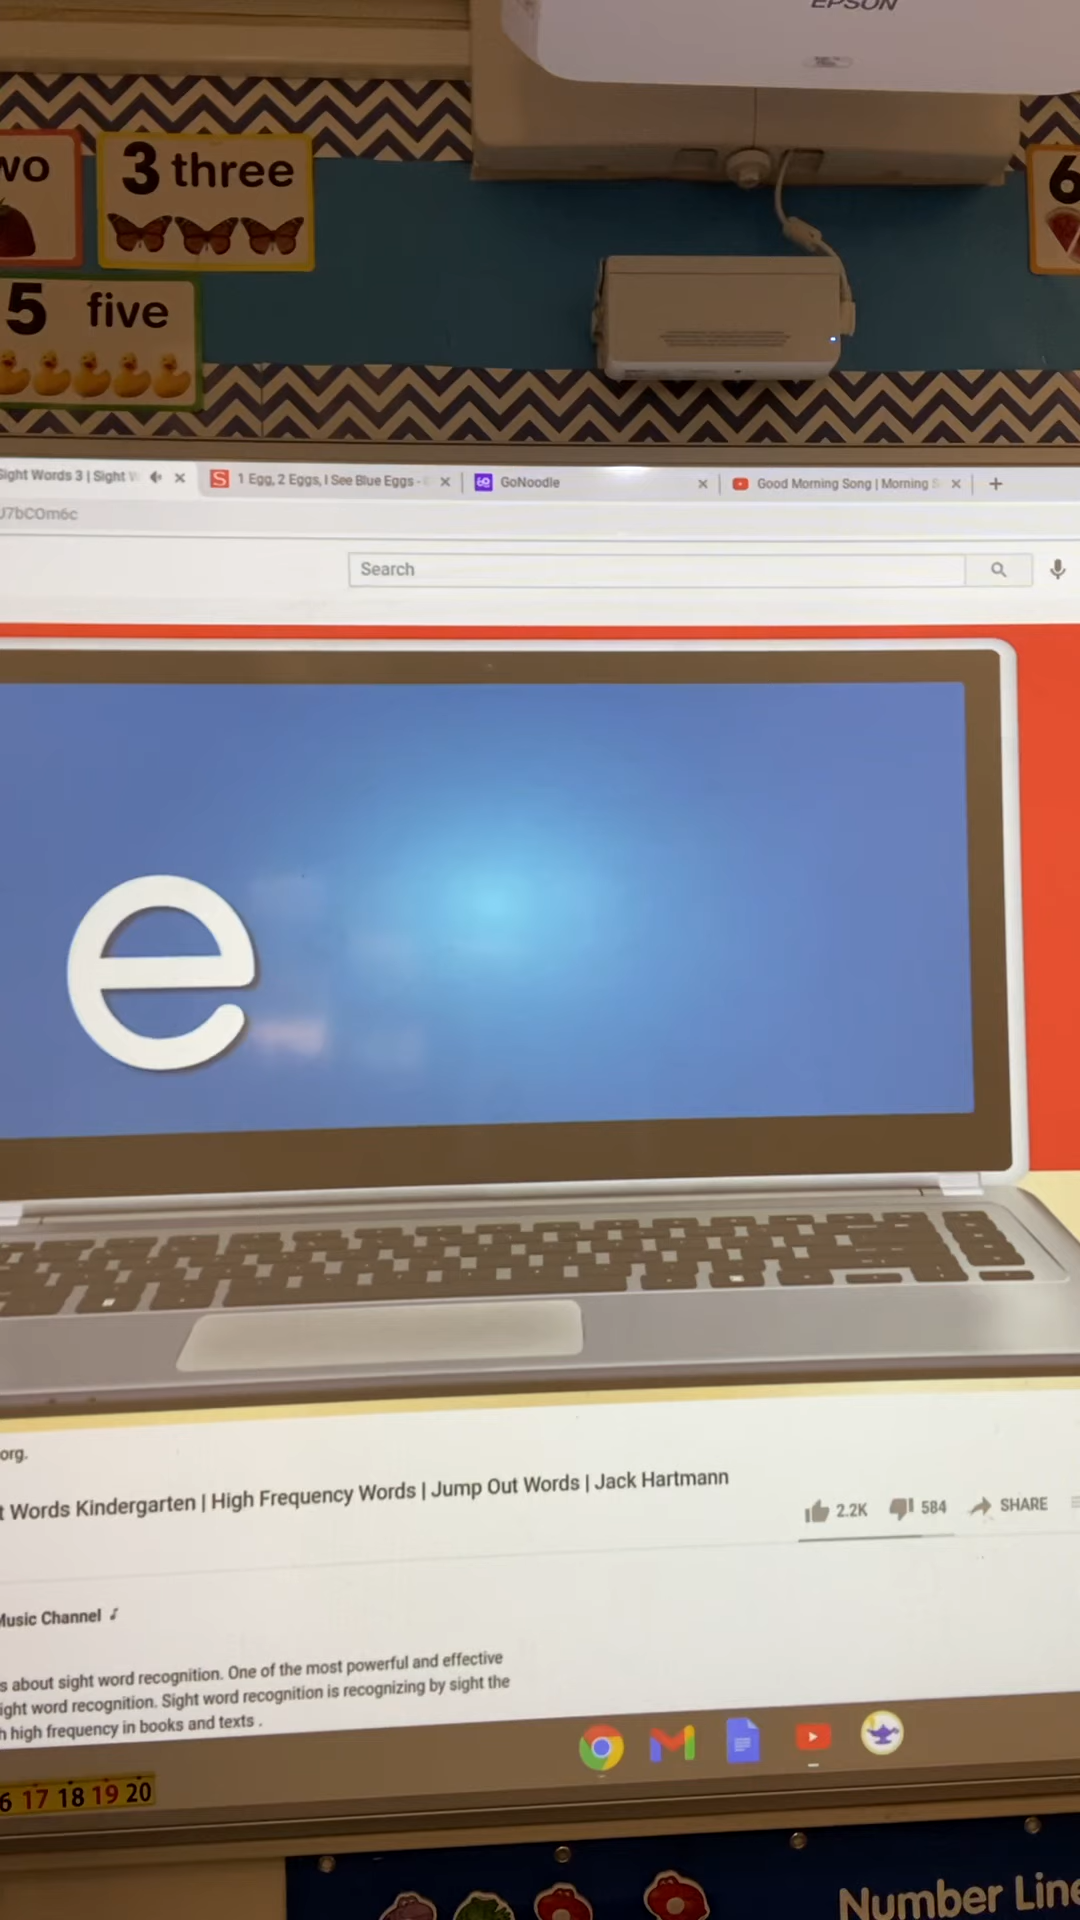 EPSON
wo
3 three
6
5 five
Sight Words 3 | Sight
1 Egg, 2 Eggs, I See Blue Eggs -
GoNoodle
Good Morning Song | Morning S
J7bCOm6c
Search
e
org.
t Words Kindergarten | High Frequency Words | Jump Out Words | Jack Hartmann
2.2K 584 SHARE
Music Channel
s about sight word recognition. One of the most powerful and effective
ight word recognition. Sight word recognition is recognizing by sight the
h high frequency in books and texts .
6 17 18 19 20
Number Line